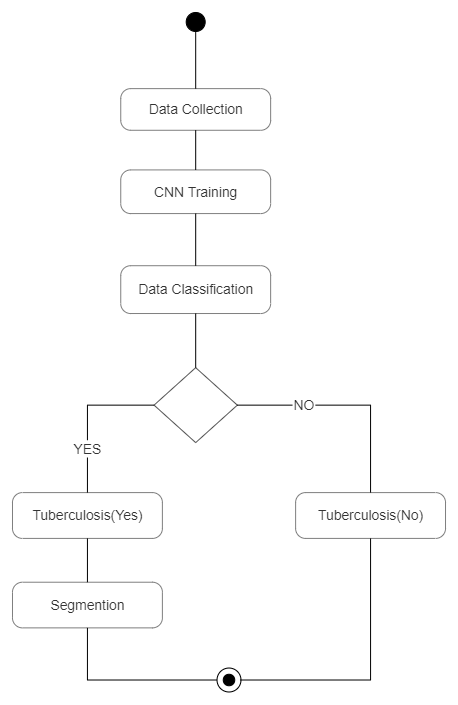 Data Collection
CNN Training
Data Classification
NO
YES
Tuberculosis(Yes)
Tuberculosis(No)
Segmention